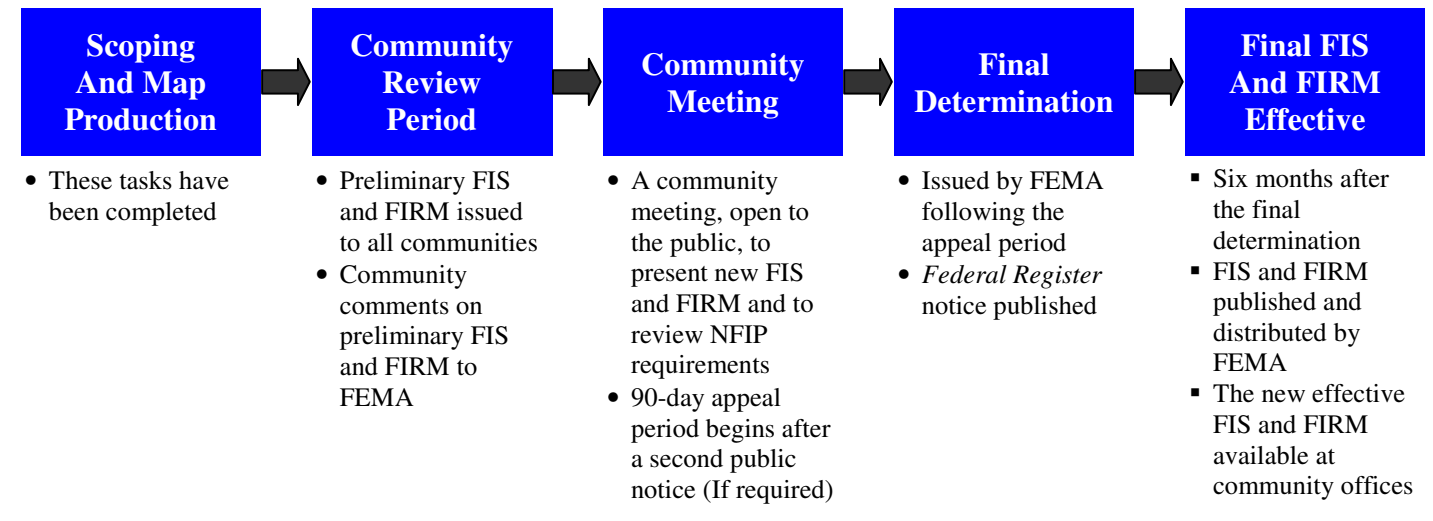 Scoping
And Map
Production
Community
Review
Period
Community
Meeting
Final
Determination
Final FIS
And FIRM
Effective
• These tasks have
been completed
• Preliminary FIS
and FIRM issued
to all communities
• Community
comments on
preliminary FIS
and FIRM to
FEMA
• A community
meeting, open to
the public, to
present new FIS
and FIRM and to
review NFIP
requirements
• 90-day appeal
period begins after
a second public
notice (If required)
• Issued by FEMA
following the
appeal period
• Federal Register
notice published
▪ Six months after
the final
determination
▪ FIS and FIRM
published and
distributed by
FEMA
▪ The new effective
FIS and FIRM
available at
community offices